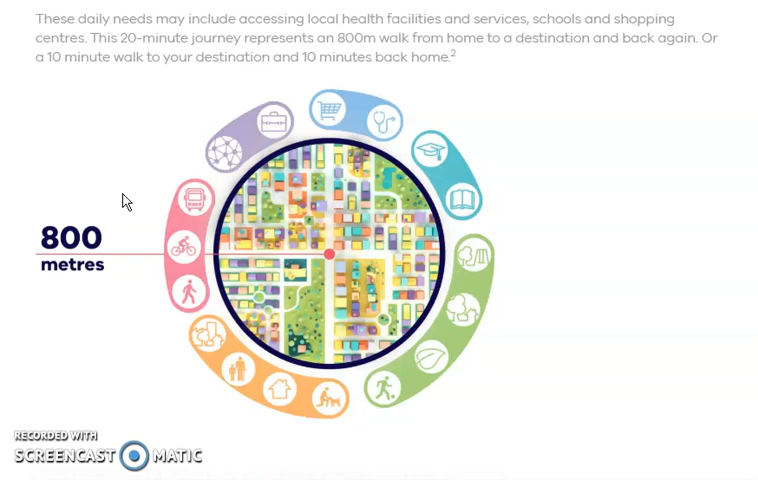 These daily needs may include accessing local health facilities and services, schools and shopping
centres. This 20-minute journey represents an 800m walk from home to a destination and back again. Or
a 10 minute walk to your destination and 10 minutes back home.²
800
metres
RECORDED WITH
SCREENCAST MATIC